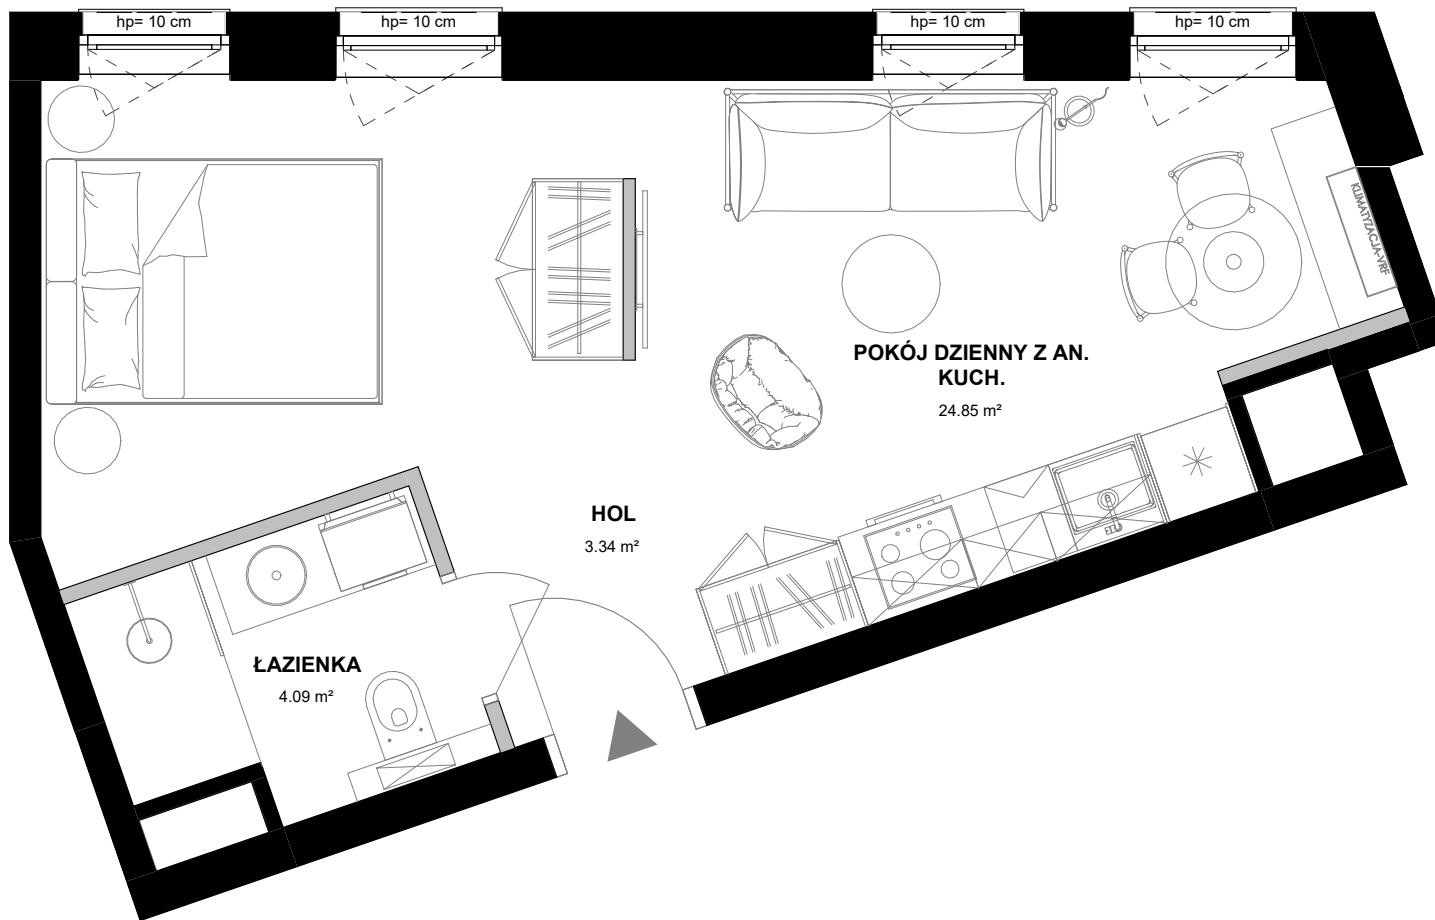 hp= 10 cm
hp= 10 cm
hp= 10 cm
hp= 10 cm
KLIMATYZACJA-VRF
POKÓJ DZIENNY Z AN.
KUCH.
24.85 m²
HOL
3.34 m²
ŁAZIENKA
4.09 m²